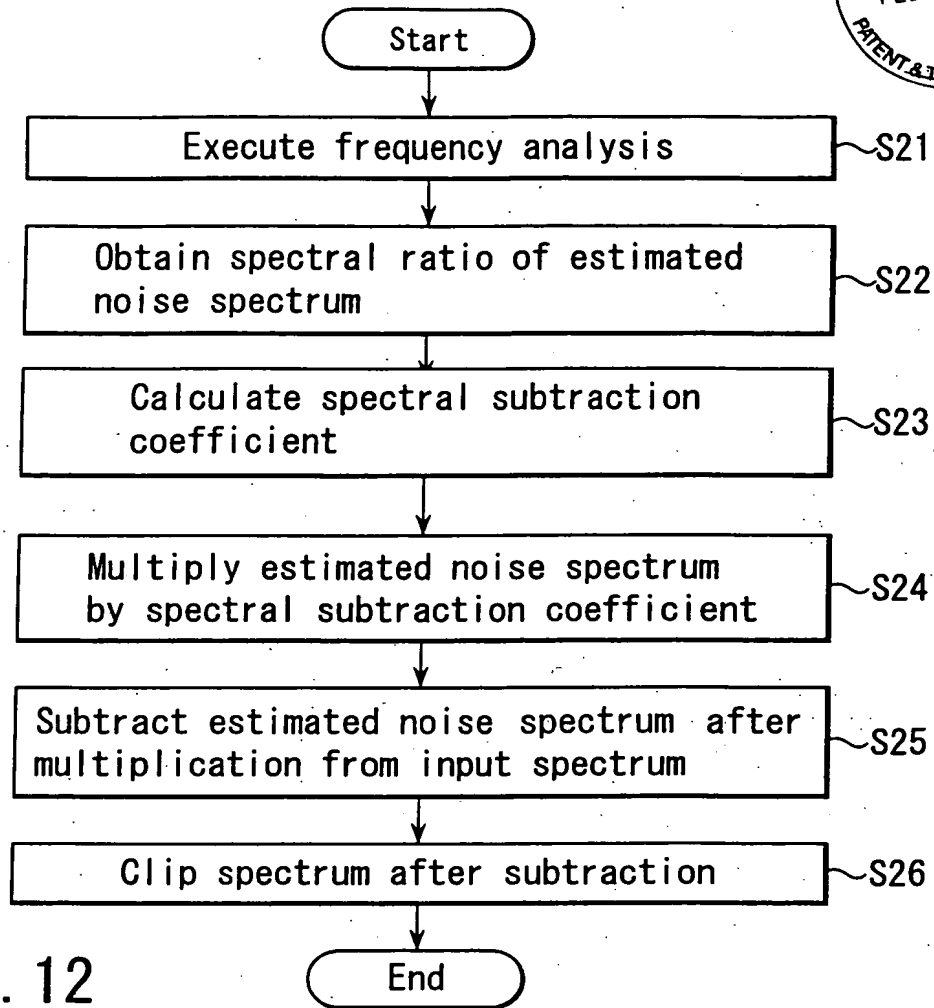 Start
PATENT &
Execute frequency analysis
S21
Obtain spectral ratio of estimated
noise spectrum
S22
Calculate spectral subtraction
coefficient
S23
Multiply estimated noise spectrum
by spectral subtraction coefficient
S24
Subtract estimated noise spectrum after
multiplication from input spectrum
S25
Clip spectrum after subtraction
S26
End
. 12